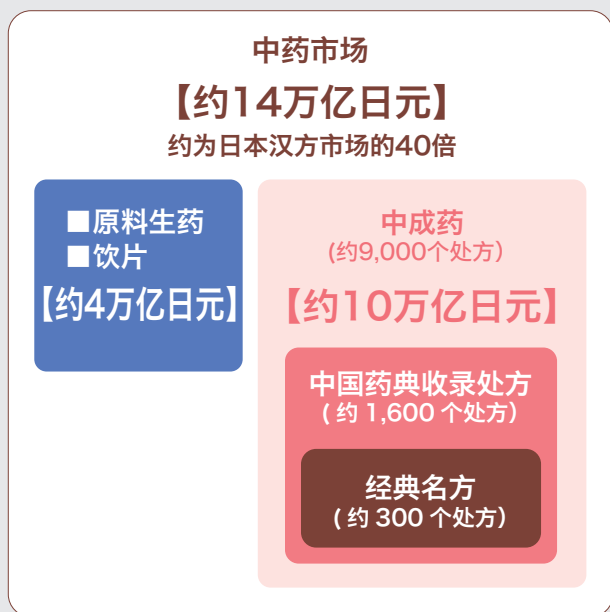 中药市场
【约14万亿日元】
约为日本汉方市场的40倍
■原料生药
■饮片
【约4万亿日元】
中成药
(约9,000个处方）
【约10万亿日元】
中国药典收录处方
( 约 1,600 个处方）
经典名方
( 约 300 个处方）